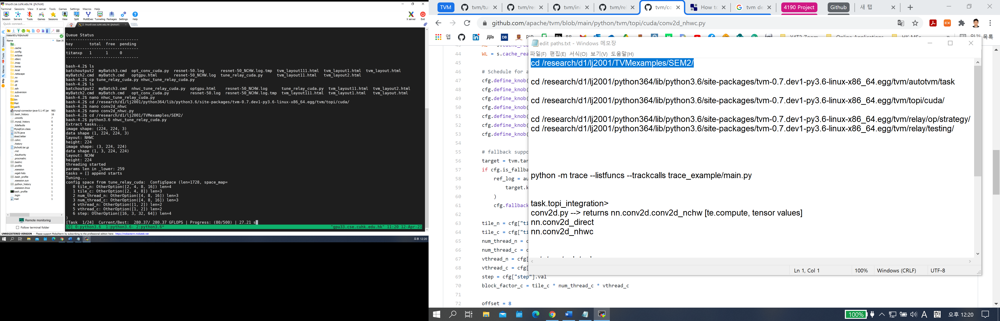 linux9.cse.cuhk.edu.hk (jhchoi6)
Terminal Sessions View X server Tools Games Settings Macros Help
Session Servers Tools Games Sessions View Split MultiExec Tunneling Packages Settings Help X server Exit
Quick connect...
2. linux9.cse.cuhk.edu.hk (jhchoi6)
/data/d0/y16/jhchoi6/
Name Size (K
Sessions
Tools
Macros
Sftp
..
.cache
.config
.eclipse
.idlerc
.imap
.keras
.local
.netscape
.nv
.pki
.qt
.ssh
.subversion
.tvm
bin
Mail
perl5
mysql-connector-java-5.1.47.jar 983
.bash_history 16
.viminfo 7
.mysql_history 5
.Xdefaults 4
MysqlCon.class 2
3170.java 2
dead.letter 2
.cshrc 2
.history 1
jhchoi6.tar.gz 1
.rnd 1
.Xauthority 1
.procmailrc 1
.bashrc 1
.profile 1
.xsession 1
.wget-hsts 1
.bash_profile 1
.xsession.sun 1
.python_history 1
.xsession.linux 1
bash_profile 1
.login 1
mail 1
Remote monitoring
Follow terminal folder
Queue Status
-----------------------------
key total free pending
-----------------------------
titanxp 1 1 0
-----------------------------
bash-4.2$ ls
batchoutput2 myBatch3.cmd opt_conv_cuda.py resnet-50.log resnet-50_NCHW.log.tmp tvm_layout111.html tvm_layout1.html tvm_layout.html
myBatch2.cmd myBatch.cmd optgpu.html resnet-50_NCHW.log tune_relay_cuda.py tvm_layout11.html tvm_layout2.html
bash-4.2$ cp tune_relay_cuda.py nhwc_tune_relay_cuda.py
bash-4.2$ ls
batchoutput2 myBatch3.cmd nhwc_tune_relay_cuda.py optgpu.html resnet-50_NCHW.log tune_relay_cuda.py tvm_layout11.html tvm_layout2.html
myBatch2.cmd myBatch.cmd opt_conv_cuda.py resnet-50.log resnet-50_NCHW.log.tmp tvm_layout111.html tvm_layout1.html tvm_layout.html
bash-4.2$ nano nhwc_tune_relay_cuda.py
bash-4.2$ cd /research/d1/lj2001/python364/lib/python3.6/site-packages/tvm-0.7.dev1-py3.6-linux-x86_64.egg/tvm/topi/cuda/
bash-4.2$ nano conv2d_nhwc
bash-4.2$ nano conv2d_nhwc.py
bash-4.2$ cd /research/d1/lj2001/TVMexamples/SEM2/
bash-4.2$ python3.6 nhwc_tune_relay_cuda.py
Extract tasks...
image shape: (224, 224, 3)
data shape (1, 224, 224, 3)
layout: NHWC
height: 224
image shape: (3, 224, 224)
data shape (1, 3, 224, 224)
layout: NCHW
height: 224
threading started
params len in _lower: 259
tasks = [] append starts
Tuning...
config space from tune_relay_cuda: ConfigSpace (len=1728, space_map=
0 tile_n: OtherOption([2, 4, 8, 16]) len=4
1 tile_c: OtherOption([2, 4, 8]) len=3
2 num_thread_n: OtherOption([4, 8, 16]) len=3
3 num_thread_c: OtherOption([4, 8, 16]) len=3
4 vthread_n: OtherOption([1, 2]) len=2
5 vthread_c: OtherOption([1, 2]) len=2
6 step: OtherOption([16, 3, 32, 64]) len=4
)
[Task 1/24] Current/Best: 280.37/ 280.37 GFLOPS | Progress: (80/500) | 27.21 s
[0] 0:python3.6 1:python3.6- 2:python3.6* "gpu33.cse.cuhk.edu.hk" 11:20 12-Apr-21
UNREGISTERED VERSION - Please support MobaXterm by subscribing to the professional edition here: https://mobaxterm.mobatek.net
오후 12:20
TVM tvm/tu tvm/re tvm/ini tvm/re tvm/co How to tvm de 4190 Project Github 새 탭
github.com/apache/tvm/blob/main/python/tvm/topi/cuda/conv2d_nhwc.py
앱 jijis DB
44 WL = s.cache_rea
45
46 # Schedule for a
47 cfg.define_knob(
48 cfg.define_knob(
49 cfg.define_knob(
50 cfg.define_knob(
51 cfg.define_knob(
52 cfg.define_knob(
53 cfg.define_knob(
54
55 # fallback suppo
56 target = tvm.tar
57 if cfg.is_fallba
58 ref_log = au
59 target.k
60 )
61 cfg.fallback
62
63 tile_n = cfg["ti
64 tile_c = cfg["ti
65 num_thread_n = c
66 num_thread_c = c
67 vthread_n = cfg[
68 vthread_c = cfg[
69 step = cfg["step"].val
70 block_factor_c = tile_c * num_thread_c * vthread_c
71
72 offset = 8
edit paths.txt - Windows 메모장
파일(F) 편집(E) 서식(O) 보기(V) 도움말(H)
cd /research/d1/lj2001/TVMexamples/SEM2/
cd /research/d1/lj2001/python364/lib/python3.6/site-packages/tvm-0.7.dev1-py3.6-linux-x86_64.egg/tvm/autotvm/task
cd /research/d1/lj2001/python364/lib/python3.6/site-packages/tvm-0.7.dev1-py3.6-linux-x86_64.egg/tvm/topi/cuda/
cd /research/d1/lj2001/python364/lib/python3.6/site-packages/tvm-0.7.dev1-py3.6-linux-x86_64.egg/tvm/relay/op/strategy/
cd /research/d1/lj2001/python364/lib/python3.6/site-packages/tvm-0.7.dev1-py3.6-linux-x86_64.egg/tvm/relay/testing/
python -m trace --listfuncs --trackcalls trace_example/main.py
task.topi_integration>
conv2d.py --> returns nn.conv2d.conv2d_nchw [te.compute, tensor values]
nn.conv2d_direct
nn.conv2d_nhwc
Ln 1, Col 1 100% Windows (CRLF) UTF-8
100% A 한 오후 12:20